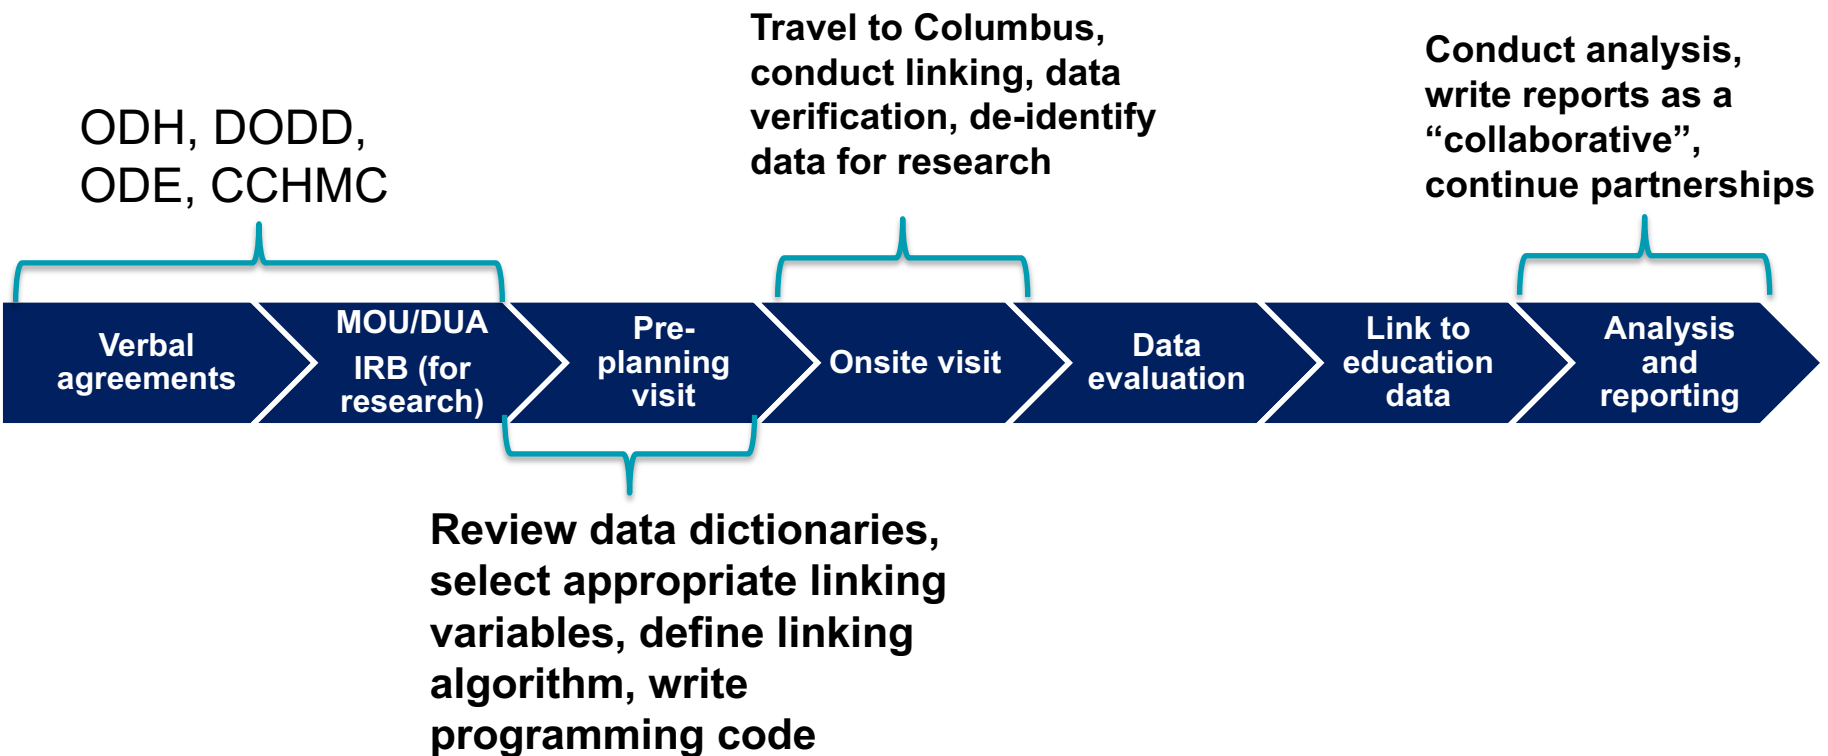 Travel to Columbus,
conduct linking, data
verification, de-identify
data for research
Conduct analysis,
write reports as a
“collaborative”,
continue partnerships
ODH, DODD,
ODE, CCHMC
Verbal
agreements
MOU/DUA
IRB (for
research)
Pre-
planning
visit
Onsite visit
Data
evaluation
Link to
education
data
Analysis
and
reporting
Review data dictionaries,
select appropriate linking
variables, define linking
algorithm, write
programming code